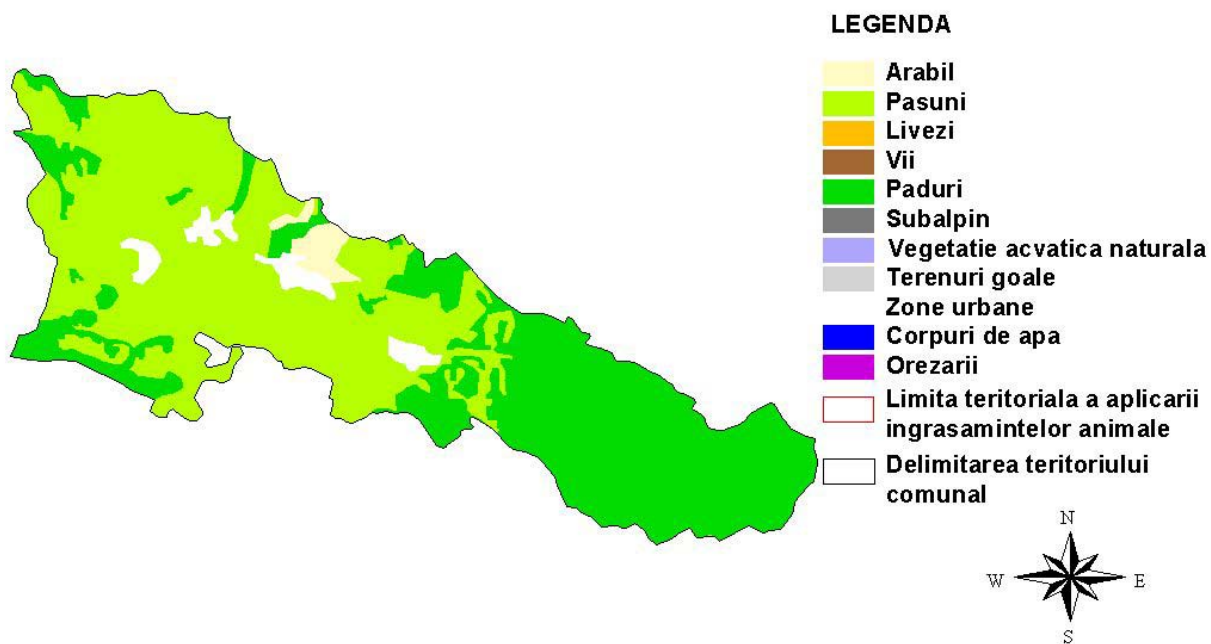 LEGENDA
Arabil
Pasuni
Livezi
Vii
Paduri
Subalpin
Vegetatie acvatica naturala
Terenuri goale
Zone urbane
Corpuri de apa
Orezarii
Limita teritoriala a aplicarii
ingrasamintelor animale
Delimitarea teritoriului
comunal
N
W E
S